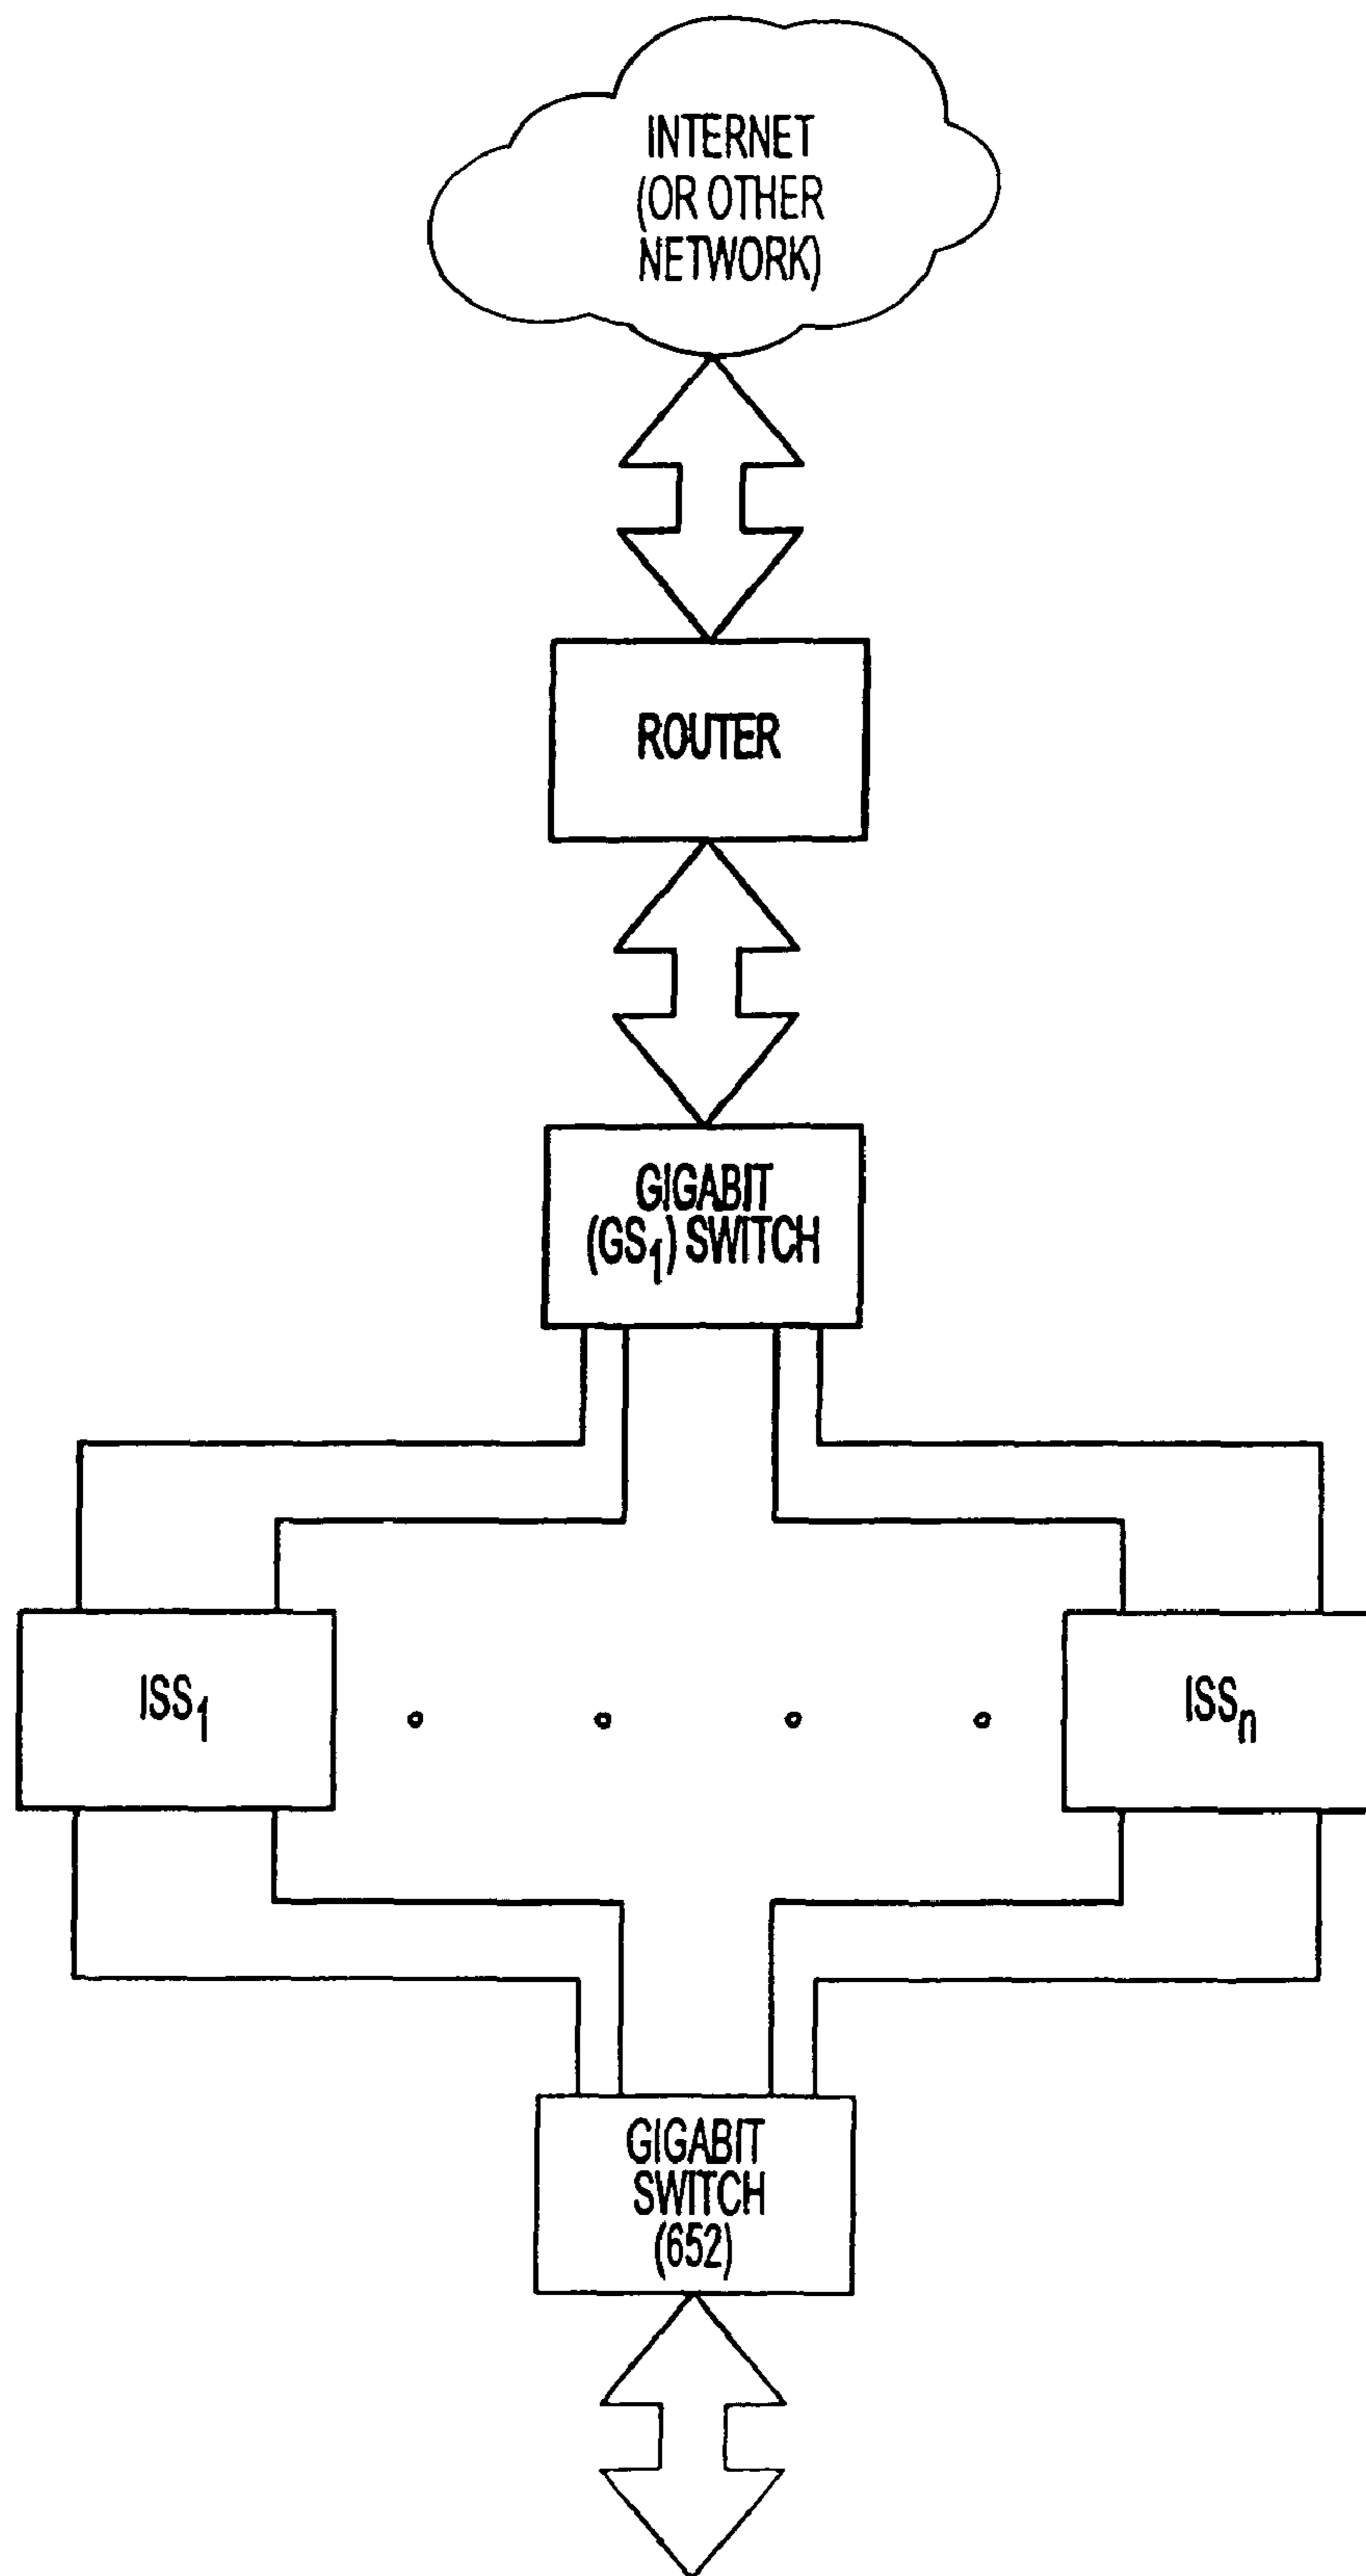 INTERNET
(OR OTHER
NETWORK)
ROUTER
GIGABIT
(GS₁) SWITCH
ISS₁
ISSₙ
GIGABIT
SWITCH
(652)